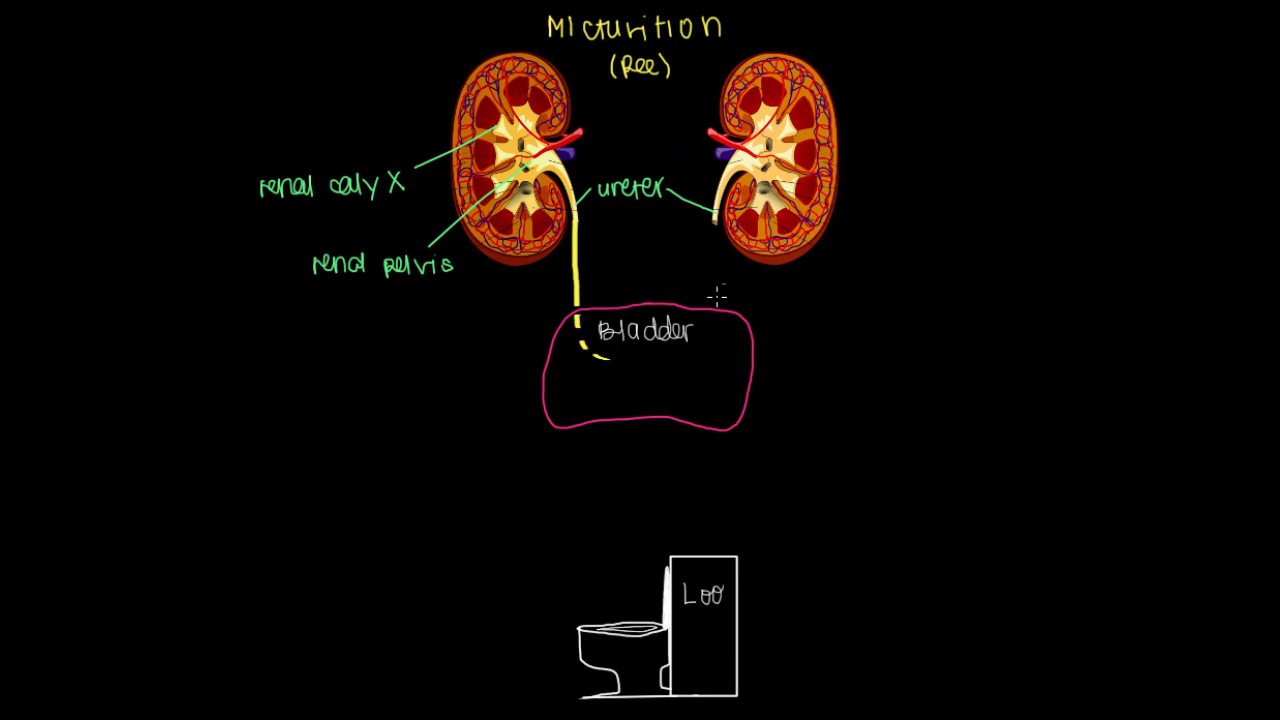 Micturition
(Pee)
renal calyx
ureter
renal pelvis
Bladder
Loo